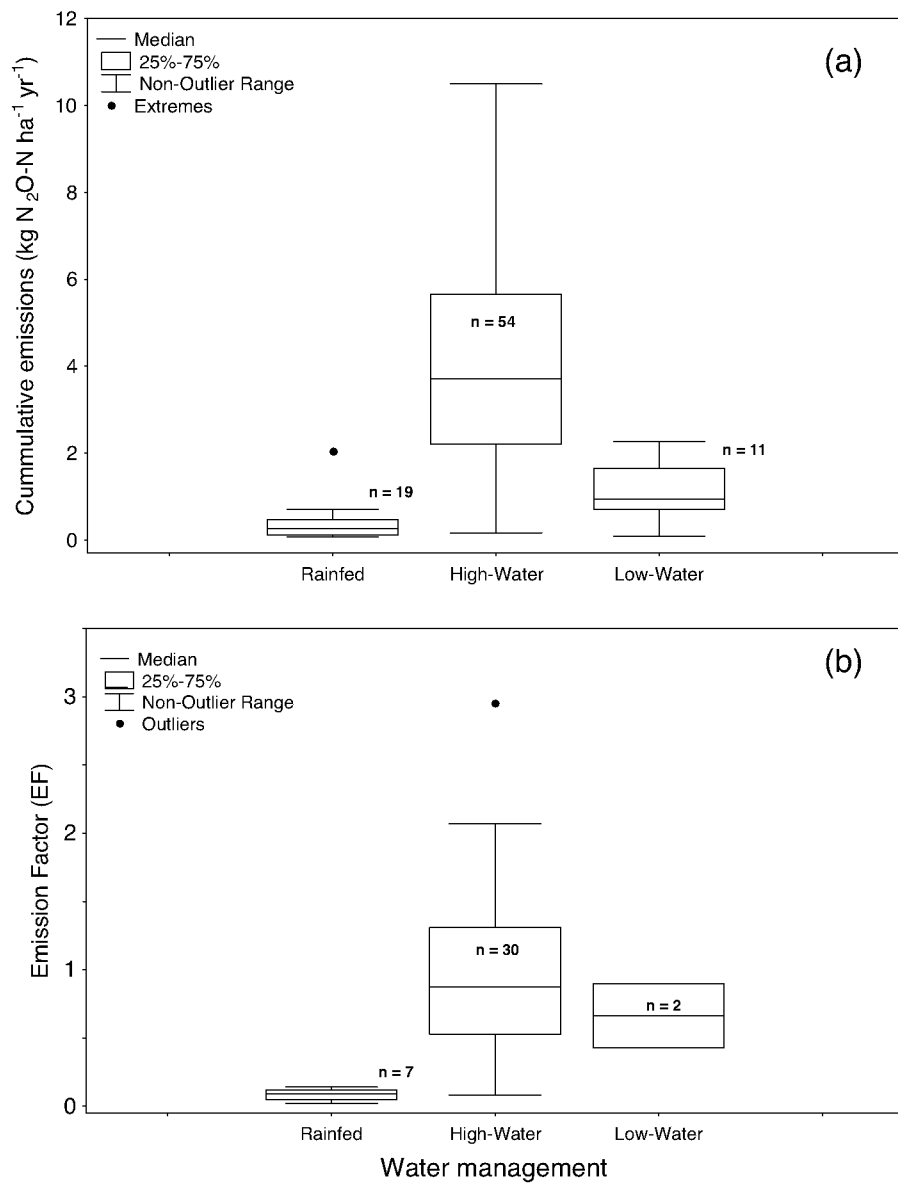 12
10
8
6
4
2
0
Cummulative emissions (kg N₂O-N ha⁻¹ yr⁻¹)
(a)
Median
25%-75%
Non-Outlier Range
Extremes
n = 19
n = 54
n = 11
Rainfed
High-Water
Low-Water
3
2
1
0
Emission Factor (EF)
(b)
Median
25%-75%
Non-Outlier Range
Outliers
n = 7
n = 30
n = 2
Rainfed
High-Water
Low-Water
Water management